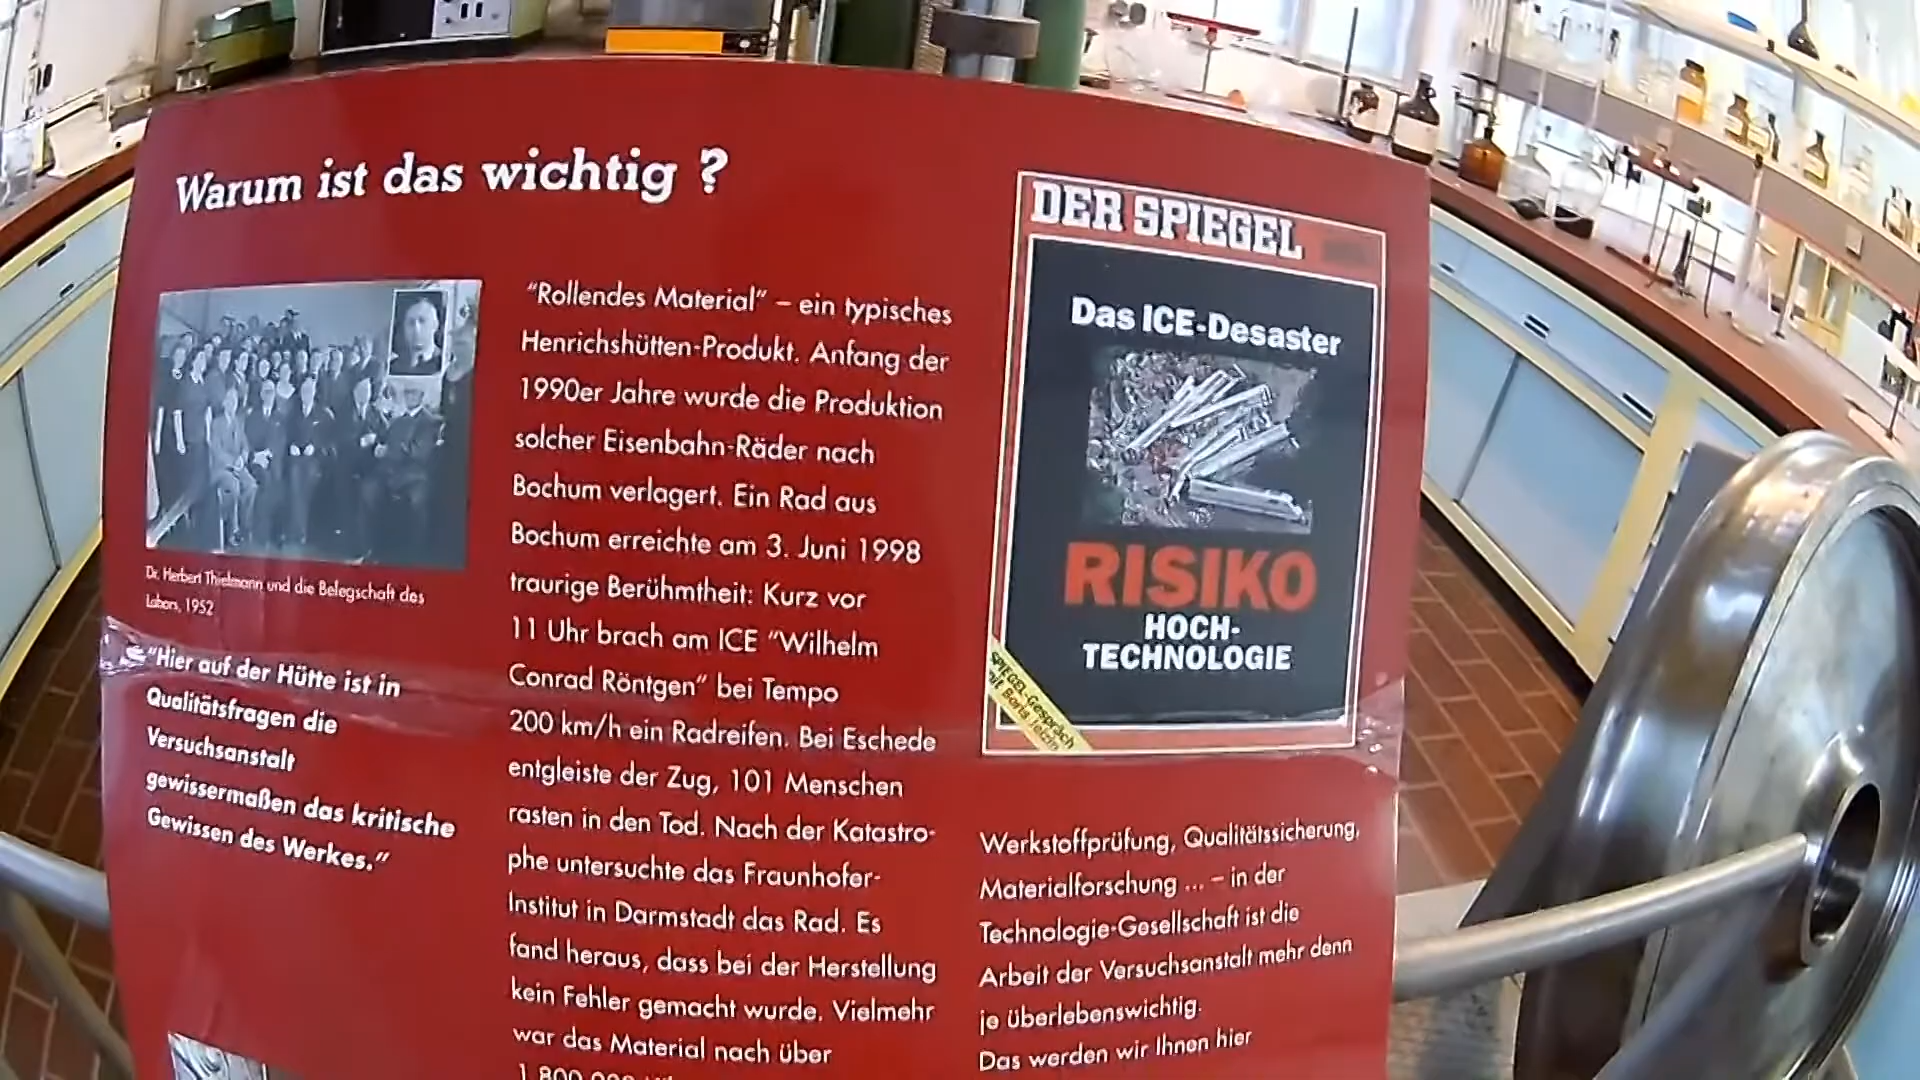 Warum ist das wichtig ?
Dr. Herbert Thielmann und die Belegschaft des
Labors, 1952
"Hier auf der Hütte ist in
Qualitätsfragen die
Versuchsanstalt
gewissermaßen das kritische
Gewissen des Werkes."
"Rollendes Material" – ein typisches
Henrichshütten-Produkt. Anfang der
1990er Jahre wurde die Produktion
solcher Eisenbahn-Räder nach
Bochum verlagert. Ein Rad aus
Bochum erreichte am 3. Juni 1998
traurige Berühmtheit: Kurz vor
11 Uhr brach am ICE "Wilhelm
Conrad Röntgen" bei Tempo
200 km/h ein Radreifen. Bei Eschede
entgleiste der Zug, 101 Menschen
rasten in den Tod. Nach der Katastro-
phe untersuchte das Fraunhofer-
Institut in Darmstadt das Rad. Es
fand heraus, dass bei der Herstellung
kein Fehler gemacht wurde. Vielmehr
war das Material nach über
DER SPIEGEL
Das ICE-Desaster
RISIKO
HOCH-
TECHNOLOGIE
SPIEGEL-Gespräch
mit Boris Jelzin
Werkstoffprüfung, Qualitätssicherung,
Materialforschung ... – in der
Technologie-Gesellschaft ist die
Arbeit der Versuchsanstalt mehr denn
je überlebenswichtig.
Das werden wir Ihnen hier